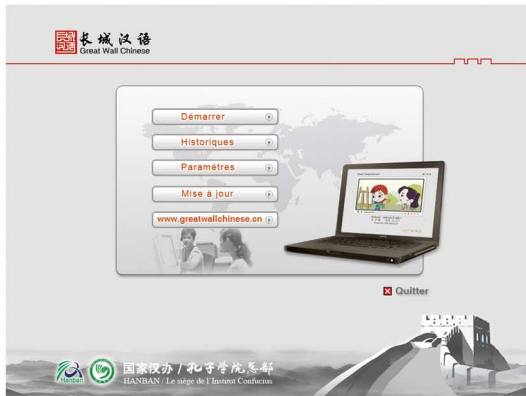 长城汉语
Great Wall Chinese
Démarrer
Historiques
Paramètres
Mise à jour
www.greatwallchinese.cn
Quitter
国家汉办 / 孔子学院总部
HANBAN / Le siège de l'Institut Confucius
Hanban